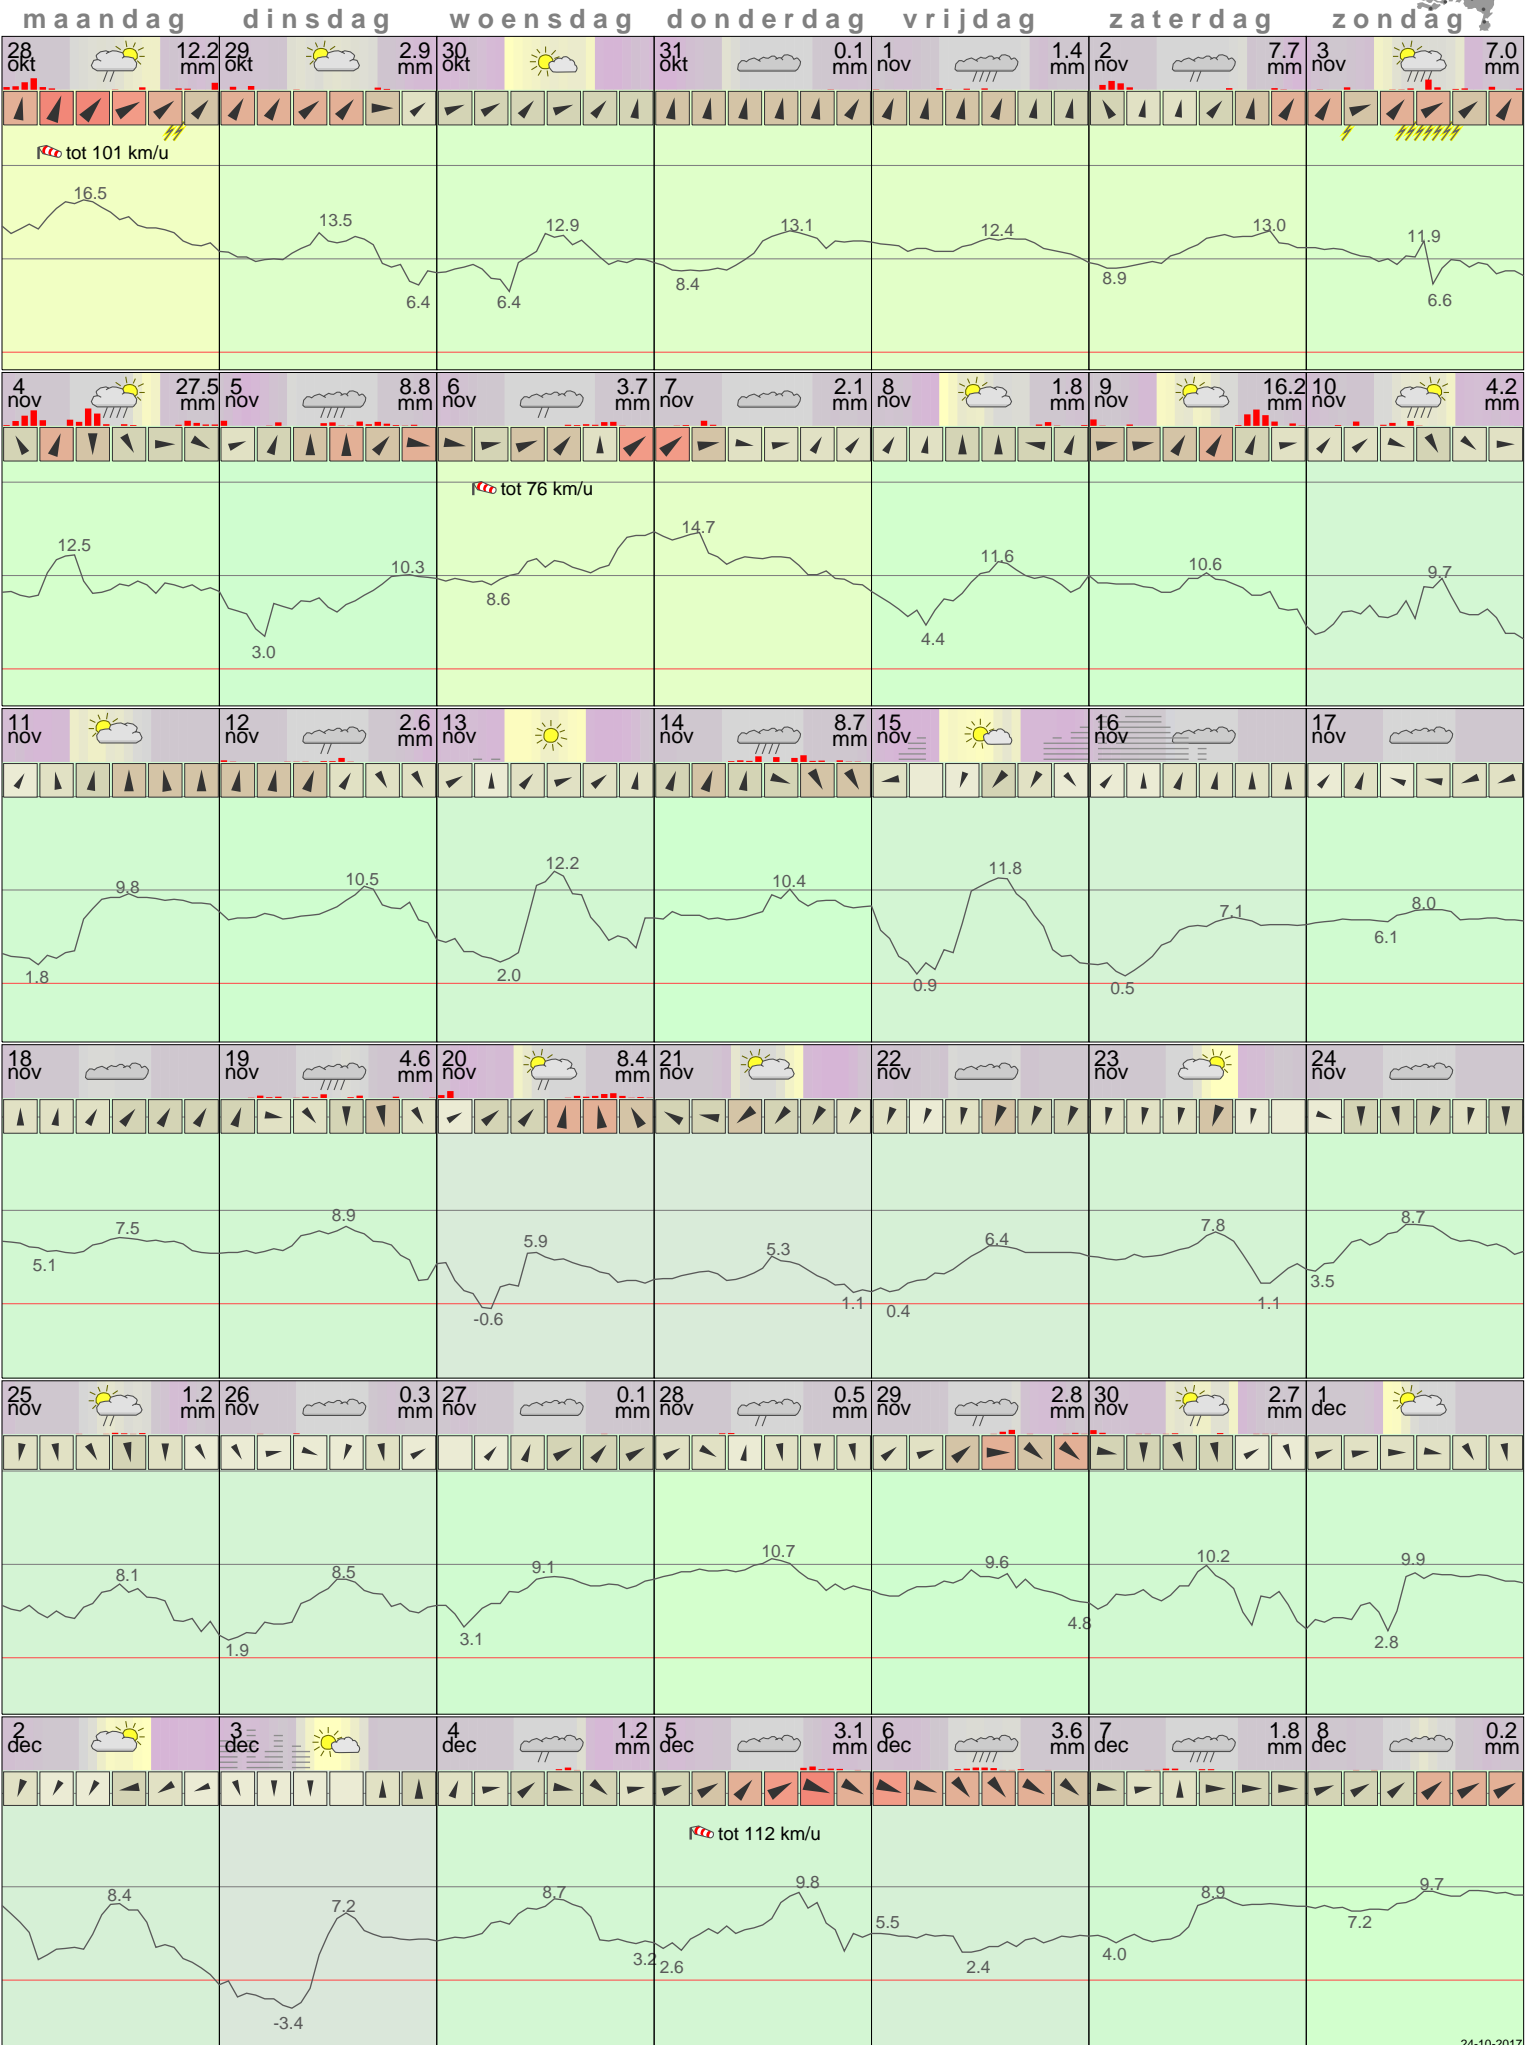 maandag dinsdag woensdag donderdag vrijdag zaterdag zondag
28 12.2 29 2.9 30 31 0.1 1 1.4 2 7.7 3 7.0
okt mm okt mm okt okt mm nov mm nov mm nov mm
tot 101 km/u
16.5 13.5 12.9 13.1 12.4 13.0 11.9
6.4 6.4 8.4 8.9 6.6
4 27.5 5 8.8 6 3.7 7 2.1 8 1.8 9 16.2 10 4.2
nov mm nov mm nov mm nov mm nov mm nov mm nov mm
tot 76 km/u
12.5 10.3 14.7 11.6 10.6 9.7
3.0 8.6 4.4
11 12 2.6 13 14 8.7 15 16 17
nov nov mm nov nov mm nov nov nov
9.8 10.5 12.2 10.4 11.8 7.1 8.0
1.8 2.0 0.9 0.5 6.1
18 19 4.6 20 8.4 21 22 23 24
nov nov mm nov mm nov nov nov nov
7.5 8.9 5.9 5.3 6.4 7.8 8.7
5.1 -0.6 1.1 0.4 1.1 3.5
25 1.2 26 0.3 27 0.1 28 0.5 29 2.8 30 2.7 1
nov mm nov mm nov mm nov mm nov mm nov mm dec
8.1 8.5 9.1 10.7 9.6 10.2 9.9
1.9 3.1 4.8 2.8
2 3 4 1.2 5 3.1 6 3.6 7 1.8 8 0.2
dec dec dec mm dec mm dec mm dec mm dec mm
tot 112 km/u
8.4 7.2 8.7 9.8 5.5 8.9 9.7
-3.4 3.2 2.6 2.4 4.0 7.2
24-10-2017